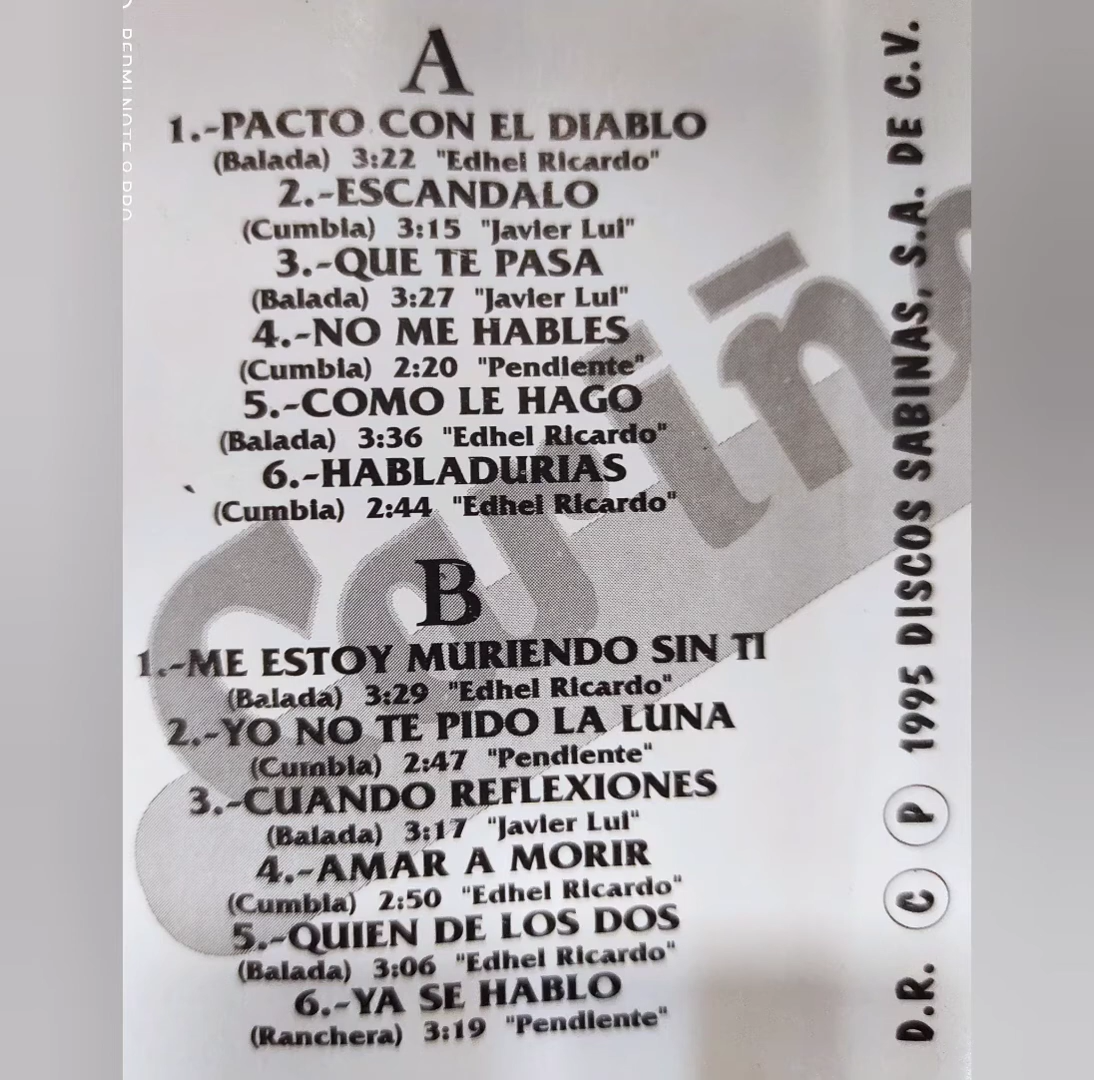 A
1.-PACTO CON EL DIABLO
(Balada) 3:22 "Edhel Ricardo"
2.-ESCANDALO
(Cumbia) 3:15 "Javier Lui"
3.-QUE TE PASA
(Balada) 3:27 "Javier Lui"
4.-NO ME HABLES
(Cumbia) 2:20 "Pendiente"
5.-COMO LE HAGO
(Balada) 3:36 "Edhel Ricardo"
6.-HABLADURIAS
(Cumbia) 2:44 "Edhel Ricardo"
B
1.-ME ESTOY MURIENDO SIN TI
(Balada) 3:29 "Edhel Ricardo"
2.-YO NO TE PIDO LA LUNA
(Cumbia) 2:47 "Pendiente"
3.-CUANDO REFLEXIONES
(Balada) 3:17 "Javier Lui"
4.-AMAR A MORIR
(Cumbia) 2:50 "Edhel Ricardo"
5.-QUIEN DE LOS DOS
(Balada) 3:06 "Edhel Ricardo"
6.-YA SE HABLO
(Ranchera) 3:19 "Pendiente"
D.R. Ⓒ Ⓟ 1995 DISCOS SABINAS, S.A. DE C.V.
Cariño